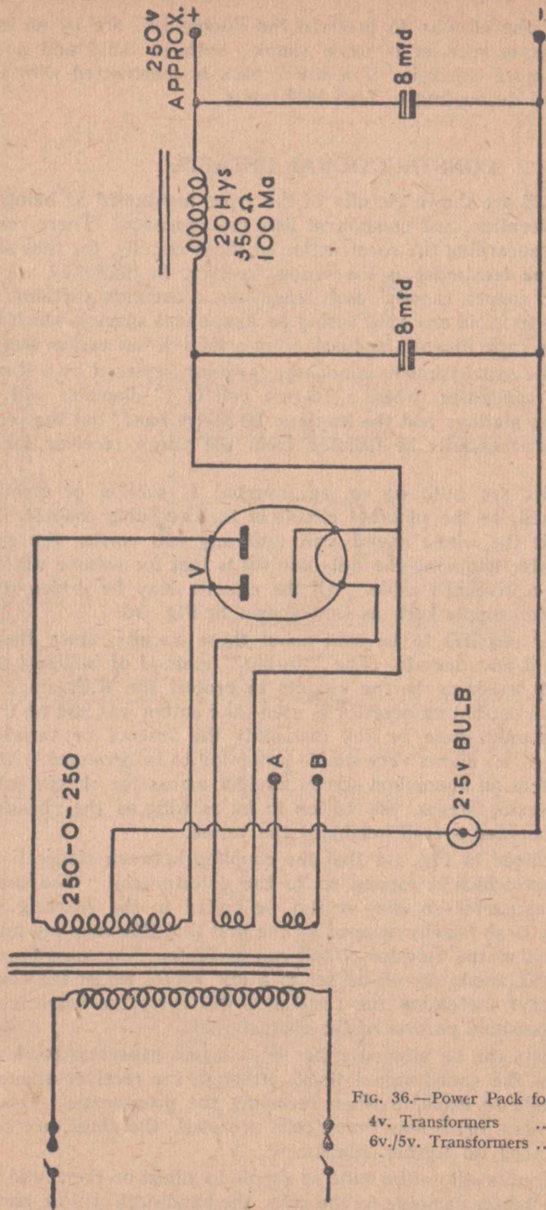 250v
APPROX.
+
-
20 Hys
350Ω
100 Ma
8 mfd
8 mfd
V
250-0-250
A
B
2·5v BULB
FIG. 36.—Power Pack fo
4v. Transformers ..
6v./5v. Transformers ..